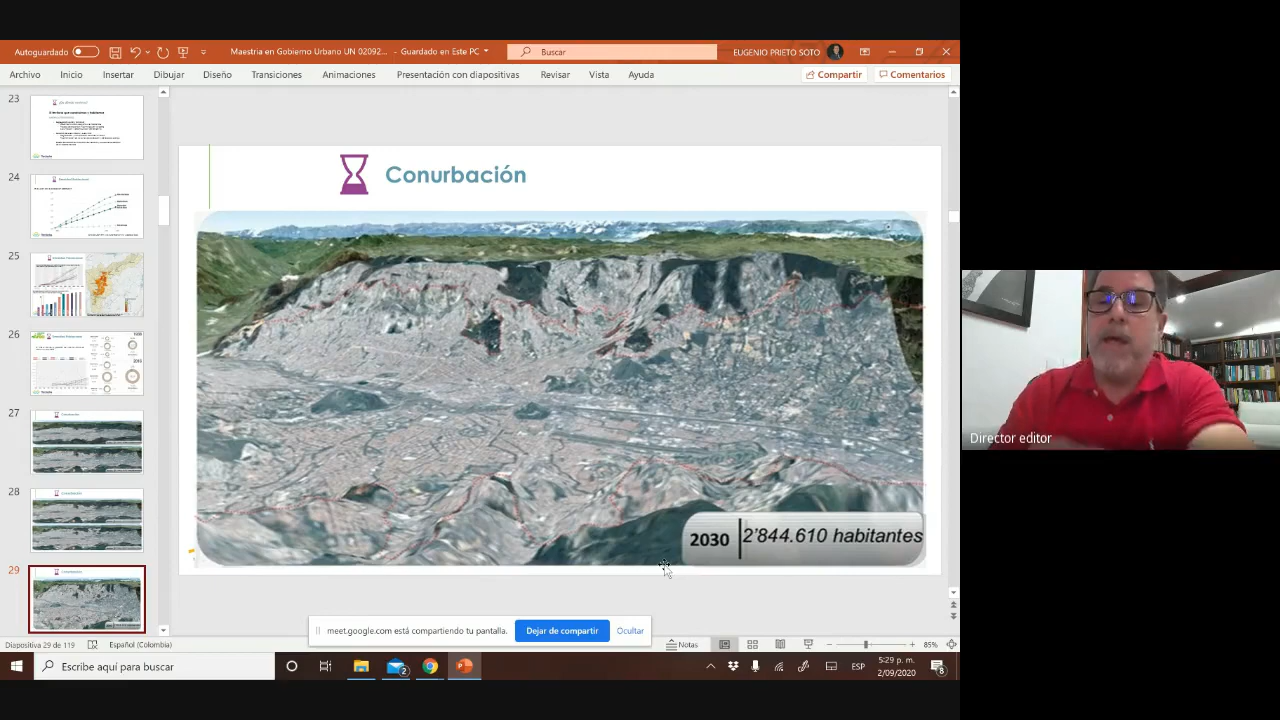 Autoguardado
Maestria en Gobierno Urbano UN 02092... - Guardado en Este PC
Buscar
EUGENIO PRIETO SOTO
Archivo Inicio Insertar Dibujar Diseño Transiciones Animaciones Presentación con diapositivas Revisar Vista Ayuda
Compartir Comentarios
23
24
25
26
27
28
29
Conurbación
2030 2'844.610 habitantes
Director editor
meet.google.com está compartiendo tu pantalla. Dejar de compartir Ocultar
Diapositiva 29 de 119 Español (Colombia) Notas 85%
Escribe aquí para buscar
2
ESP
5:29 p. m.
2/09/2020
8